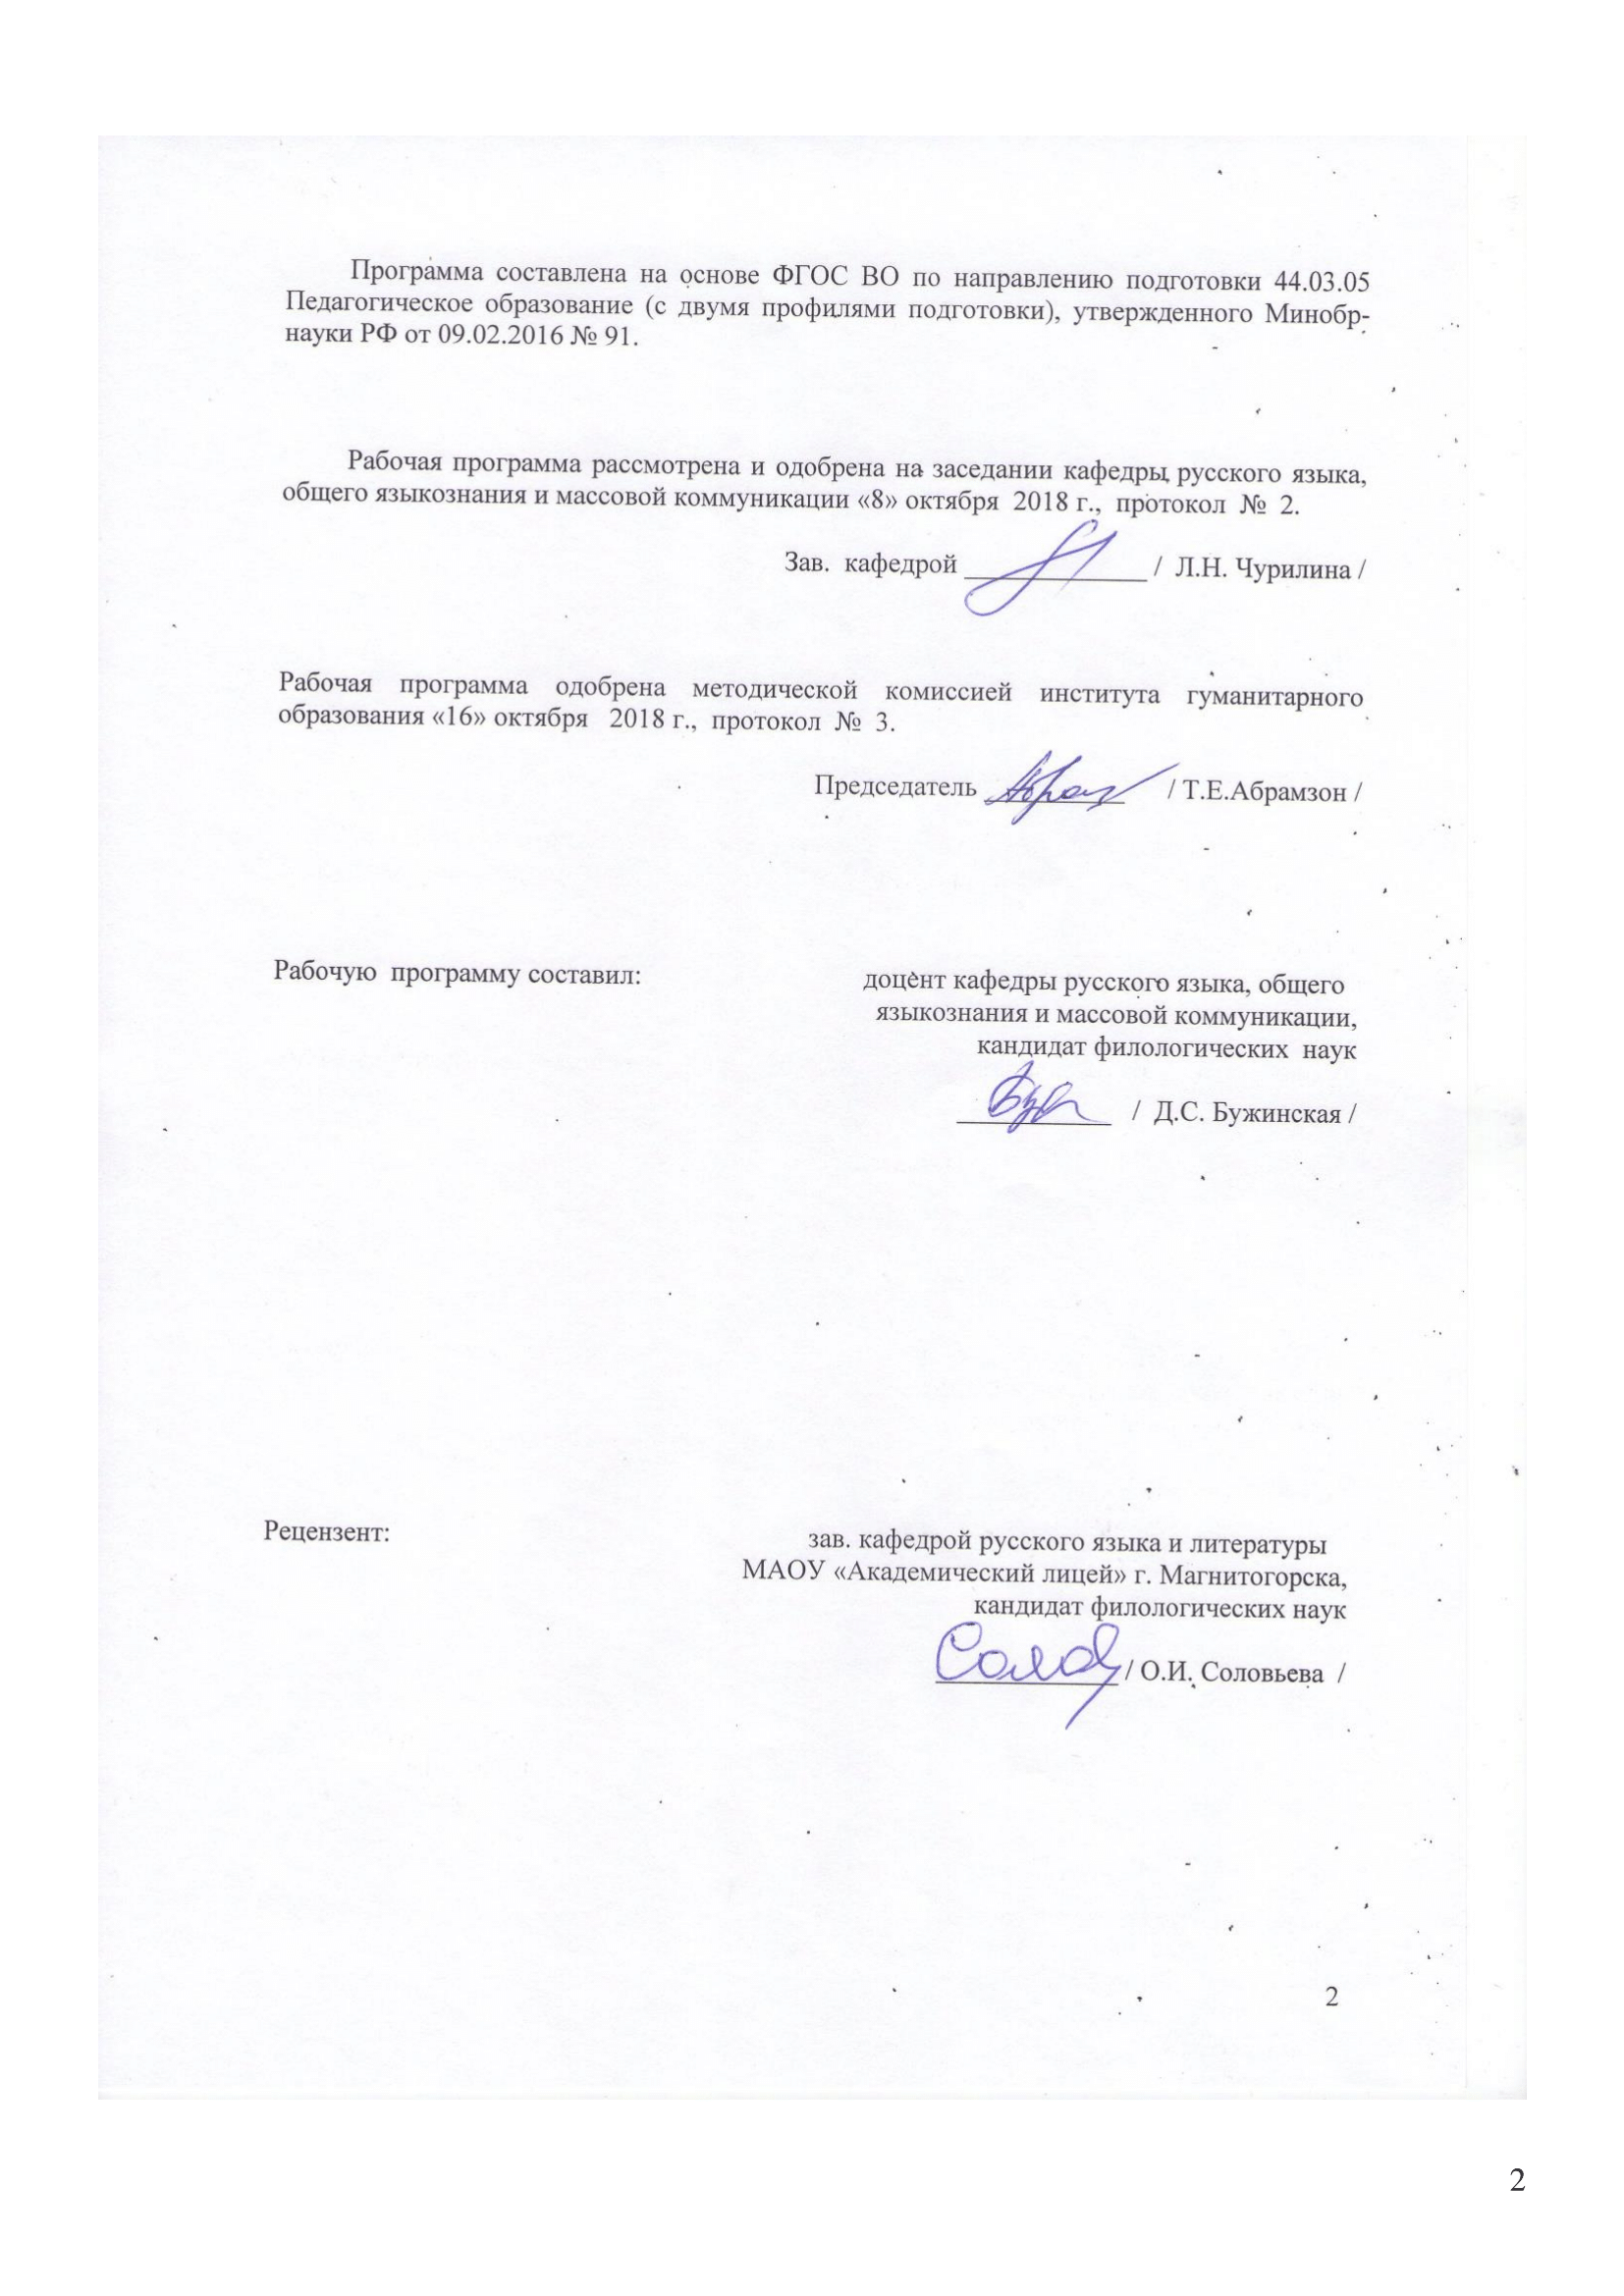 Программа составлена на основе ФГОС ВО по направлению подготовки 44.03.05
Педагогическое образование (с двумя профилями подготовки), утвержденного Минобр-
науки РФ от 09.02.2016 № 91.
Рабочая программа рассмотрена и одобрена на заседании кафедры русского языка,
общего языкознания и массовой коммуникации «8» октября 2018 г., протокол № 2.
Зав. кафедрой ______________ / Л.Н. Чурилина /
Рабочая программа одобрена методической комиссией института гуманитарного
образования «16» октября 2018 г., протокол № 3.
Председатель ___________ / Т.Е.Абрамзон /
Рабочую программу составил: доцент кафедры русского языка, общего
языкознания и массовой коммуникации,
кандидат филологических наук
____________ / Д.С. Бужинская /
Рецензент: зав. кафедрой русского языка и литературы
МАОУ «Академический лицей» г. Магнитогорска,
кандидат филологических наук
______________ / О.И. Соловьева /
2
2